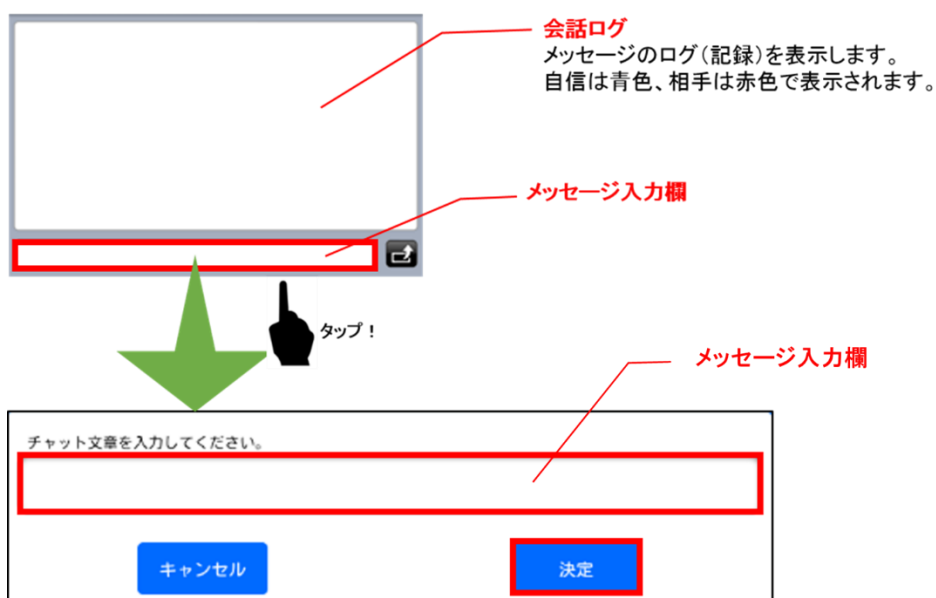 会話ログ
メッセージのログ(記録)を表示します。
自信は青色、相手は赤色で表示されます。
メッセージ入力欄
タップ！
メッセージ入力欄
チャット文章を入力してください。
キャンセル
決定